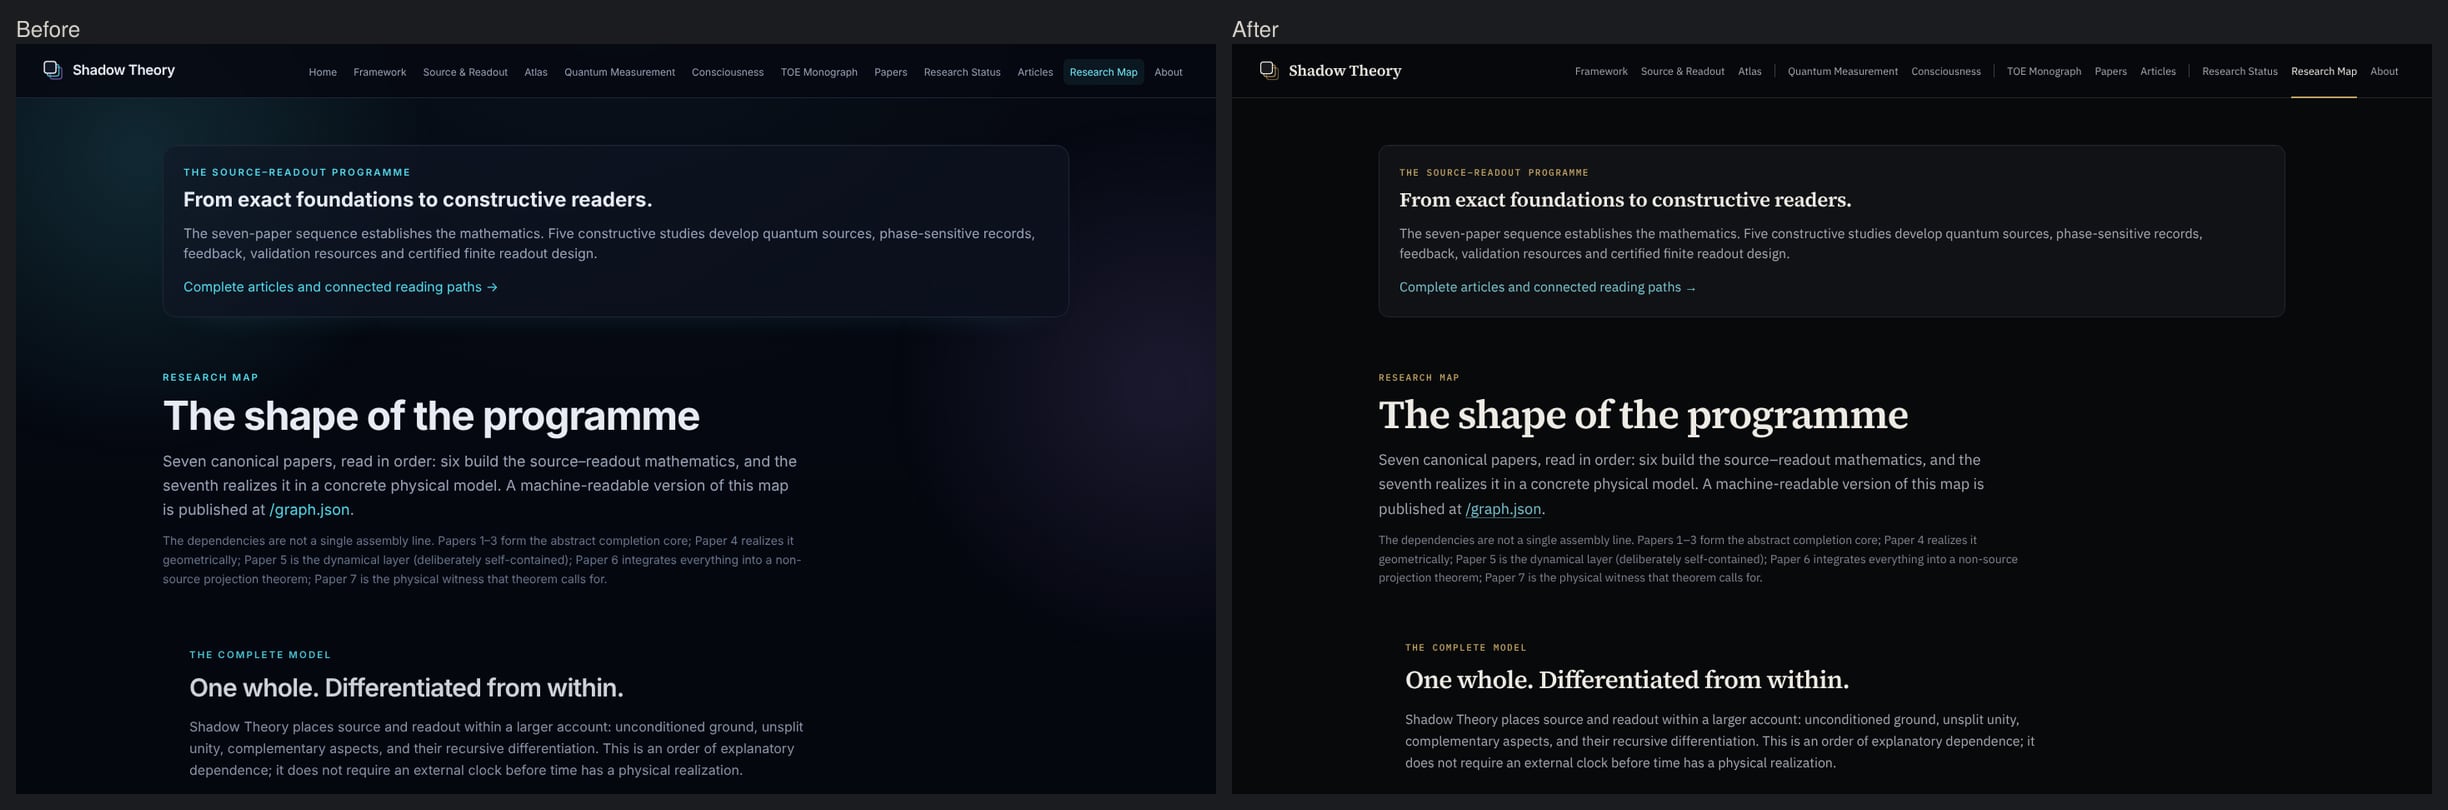 Before
Shadow Theory
Home Framework Source & Readout Atlas Quantum Measurement Consciousness TOE Monograph Papers Research Status Articles Research Map About
THE SOURCE–READOUT PROGRAMME
From exact foundations to constructive readers.
The seven-paper sequence establishes the mathematics. Five constructive studies develop quantum sources, phase-sensitive records,
feedback, validation resources and certified finite readout design.
Complete articles and connected reading paths →
RESEARCH MAP
The shape of the programme
Seven canonical papers, read in order: six build the source–readout mathematics, and the
seventh realizes it in a concrete physical model. A machine-readable version of this map
is published at /graph.json.
The dependencies are not a single assembly line. Papers 1–3 form the abstract completion core; Paper 4 realizes it
geometrically; Paper 5 is the dynamical layer (deliberately self-contained); Paper 6 integrates everything into a non-
source projection theorem; Paper 7 is the physical witness that theorem calls for.
THE COMPLETE MODEL
One whole. Differentiated from within.
Shadow Theory places source and readout within a larger account: unconditioned ground, unsplit
unity, complementary aspects, and their recursive differentiation. This is an order of explanatory
dependence; it does not require an external clock before time has a physical realization.
After
Shadow Theory
Framework Source & Readout Atlas Quantum Measurement Consciousness TOE Monograph Papers Articles Research Status Research Map About
THE SOURCE–READOUT PROGRAMME
From exact foundations to constructive readers.
The seven-paper sequence establishes the mathematics. Five constructive studies develop quantum sources, phase-sensitive records,
feedback, validation resources and certified finite readout design.
Complete articles and connected reading paths →
RESEARCH MAP
The shape of the programme
Seven canonical papers, read in order: six build the source–readout mathematics, and the
seventh realizes it in a concrete physical model. A machine-readable version of this map is
published at /graph.json.
The dependencies are not a single assembly line. Papers 1–3 form the abstract completion core; Paper 4 realizes it
geometrically; Paper 5 is the dynamical layer (deliberately self-contained); Paper 6 integrates everything into a non-source
projection theorem; Paper 7 is the physical witness that theorem calls for.
THE COMPLETE MODEL
One whole. Differentiated from within.
Shadow Theory places source and readout within a larger account: unconditioned ground, unsplit unity,
complementary aspects, and their recursive differentiation. This is an order of explanatory dependence; it
does not require an external clock before time has a physical realization.